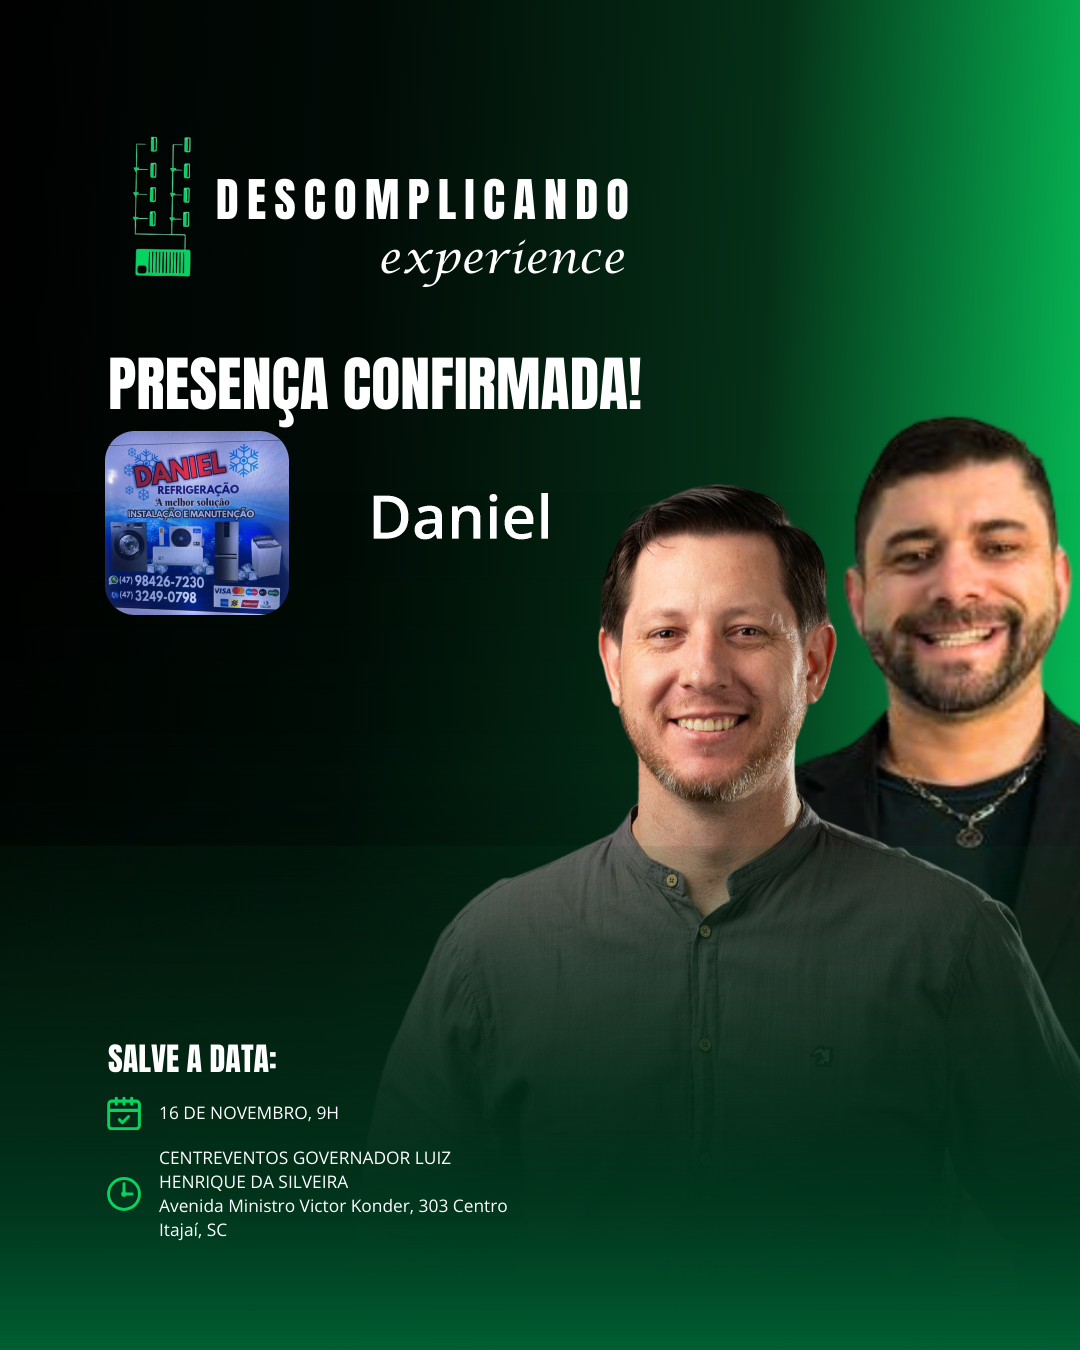 DESCOMPLICANDO
experience
PRESENÇA CONFIRMADA!
DANIEL
REFRIGERAÇÃO
A melhor solução
INSTALAÇÃO E MANUTENÇÃO
(47) 98426-7230
(47) 3249-0798
VISA
Daniel
SALVE A DATA:
16 DE NOVEMBRO, 9H
CENTREVENTOS GOVERNADOR LUIZ
HENRIQUE DA SILVEIRA
Avenida Ministro Victor Konder, 303 Centro
Itajaí, SC